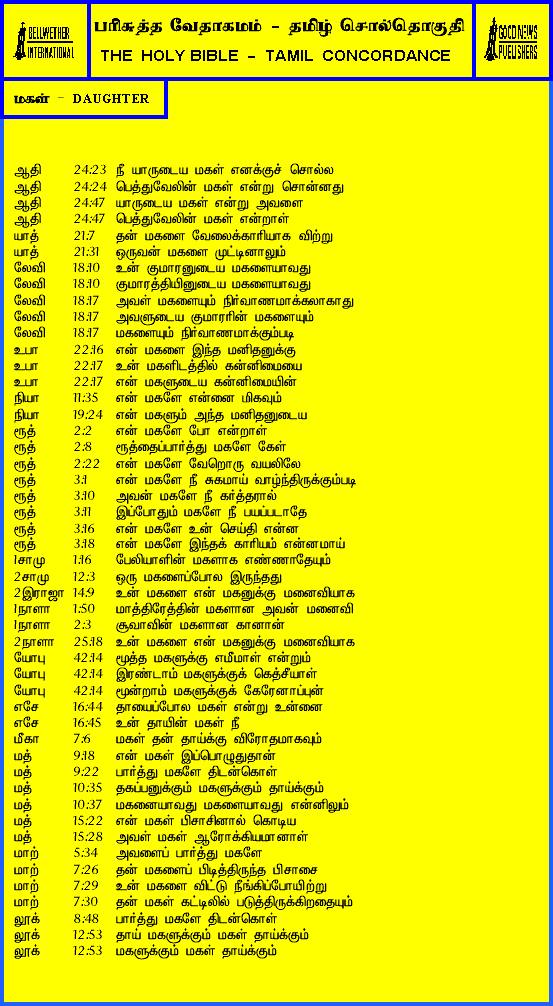 BELLWETHER
INTERNATIONAL
பரிசுத்த வேதாகமம் - தமிழ் சொல்தொகுதி
THE HOLY BIBLE - TAMIL CONCORDANCE
GOOD NEWS
PUBLISHERS
மகள் - DAUGHTER
ஆதி 24:23 நீ யாருடைய மகள் எனக்குச் சொல்ல
ஆதி 24:24 பெத்துவேலின் மகள் என்று சொன்னது
ஆதி 24:47 யாருடைய மகள் என்று அவளை
ஆதி 24:47 பெத்துவேலின் மகள் என்றாள்
யாத் 21:7 தன் மகளை வேலைக்காரியாக விற்று
யாத் 21:31 ஒருவன் மகளை முட்டினாலும்
லேவி 18:10 உன் குமாரனுடைய மகளையாவது
லேவி 18:10 குமாரத்தியினுடைய மகளையாவது
லேவி 18:17 அவள் மகளையும் நிர்வாணமாக்கலாகாது
லேவி 18:17 அவளுடைய குமாரரின் மகளையும்
லேவி 18:17 மகளையும் நிர்வாணமாக்கும்படி
உபா 22:16 என் மகளை இந்த மனிதனுக்கு
உபா 22:17 உன் மகளிடத்தில் கன்னிமையை
உபா 22:17 என் மகளுடைய கன்னிமையின்
நியா 11:35 என் மகளே என்னை மிகவும்
நியா 19:24 என் மகளும் அந்த மனிதனுடைய
ரூத் 2:2 என் மகளே போ என்றாள்
ரூத் 2:8 ரூத்தைப்பார்த்து மகளே கேள்
ரூத் 2:22 என் மகளே வேறொரு வயலிலே
ரூத் 3:1 என் மகளே நீ சுகமாய் வாழ்ந்திருக்கும்படி
ரூத் 3:10 அவன் மகளே நீ கர்த்தரால்
ரூத் 3:11 இப்போதும் மகளே நீ பயப்படாதே
ரூத் 3:16 என் மகளே உன் செய்தி என்ன
ரூத் 3:18 என் மகளே இந்தக் காரியம் என்னமாய்
1சாமு 1:16 பேலியாளின் மகளாக எண்ணாதேயும்
2சாமு 12:3 ஒரு மகளைப்போல இருந்தது
2இராஜா 14:9 உன் மகளை என் மகனுக்கு மனைவியாக
1நாளா 1:50 மாத்திரேத்தின் மகளான அவன் மனைவி
1நாளா 2:3 சூவாவின் மகளான கானான்
2நாளா 25:18 உன் மகளை என் மகனுக்கு மனைவியாக
யோபு 42:14 மூத்த மகளுக்கு எமீமாள் என்றும்
யோபு 42:14 இரண்டாம் மகளுக்குக் கெத்சீயாள்
யோபு 42:14 மூன்றாம் மகளுக்குக் கேரேனாப்புன்
எசே 16:44 தாயைப்போல மகள் என்று உன்னை
எசே 16:45 உன் தாயின் மகள் நீ
மீகா 7:6 மகள் தன் தாய்க்கு விரோதமாகவும்
மத் 9:18 என் மகள் இப்பொழுதுதான்
மத் 9:22 பார்த்து மகளே திடன்கொள்
மத் 10:35 தகப்பனுக்கும் மகளுக்கும் தாய்க்கும்
மத் 10:37 மகனையாவது மகளையாவது என்னிலும்
மத் 15:22 என் மகள் பிசாசினால் கொடிய
மத் 15:28 அவள் மகள் ஆரோக்கியமானாள்
மாற் 5:34 அவளைப் பார்த்து மகளே
மாற் 7:26 தன் மகளைப் பிடித்திருந்த பிசாசை
மாற் 7:29 உன் மகளை விட்டு நீங்கிப்போயிற்று
மாற் 7:30 தன் மகள் கட்டிலில் படுத்திருக்கிறதையும்
லூக் 8:48 பார்த்து மகளே திடன்கொள்
லூக் 12:53 தாய் மகளுக்கும் மகள் தாய்க்கும்
லூக் 12:53 மகளுக்கும் மகள் தாய்க்கும்